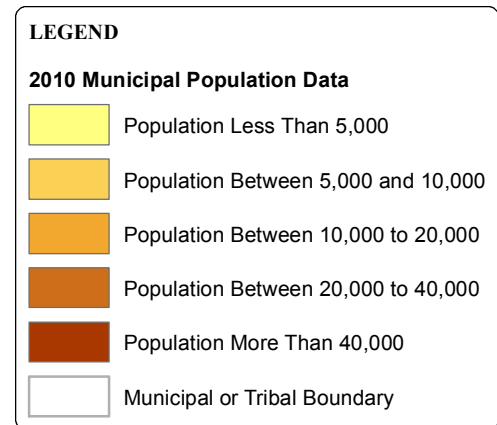 LEGEND
2010 Municipal Population Data
Population Less Than 5,000
Population Between 5,000 and 10,000
Population Between 10,000 to 20,000
Population Between 20,000 to 40,000
Population More Than 40,000
Municipal or Tribal Boundary